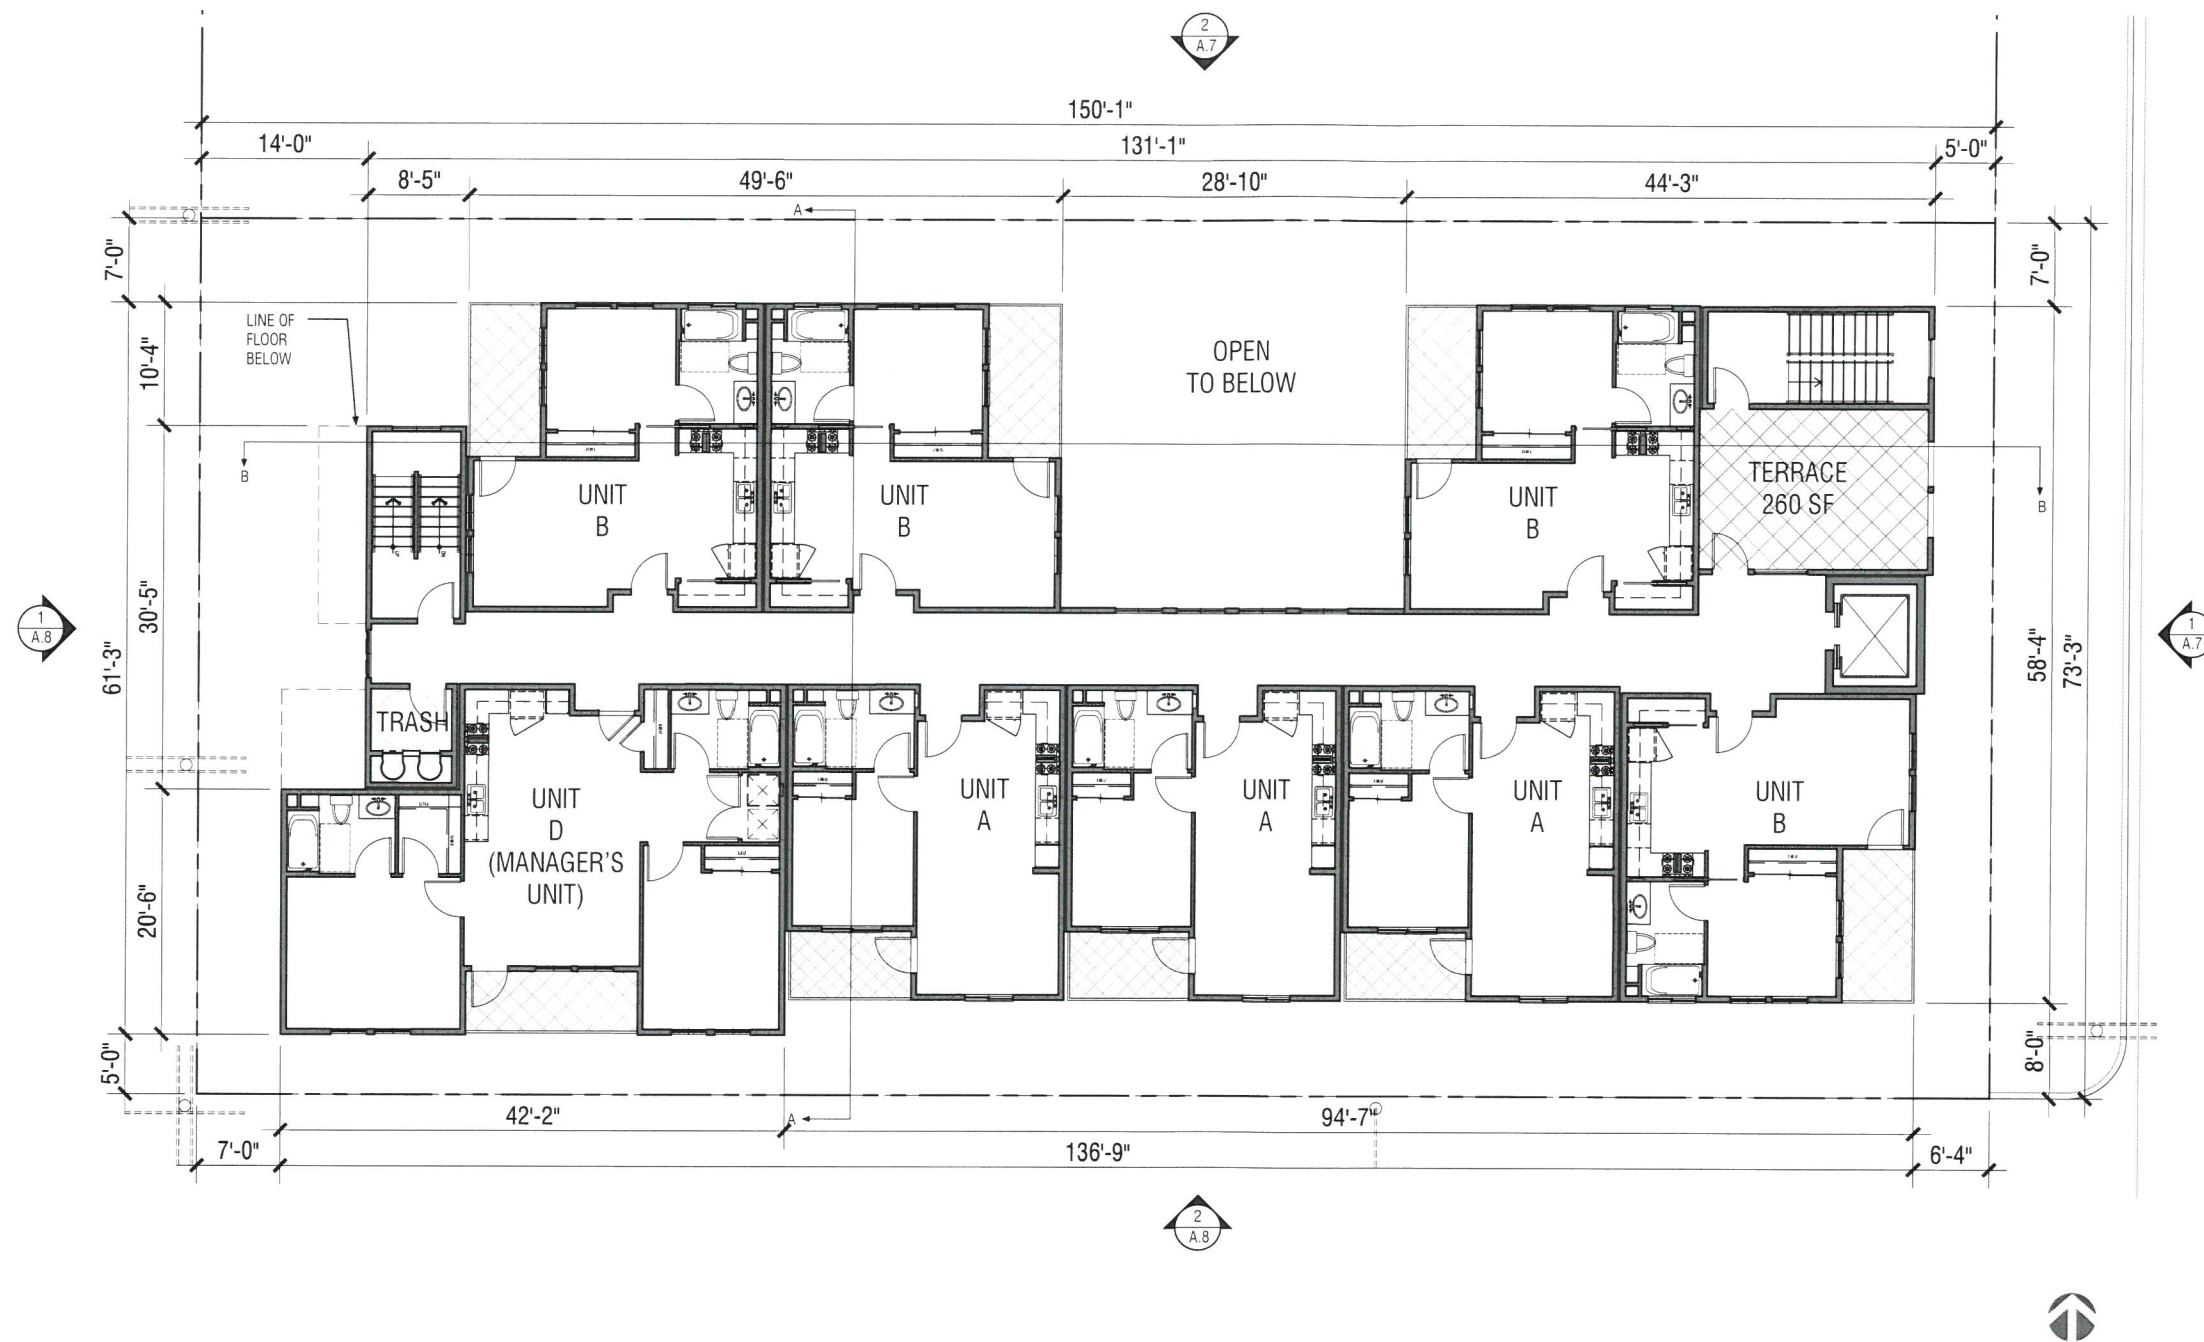 2
A.7
150'-1"
14'-0"
131'-1"
5'-0"
8'-5"
49'-6"
28'-10"
44'-3"
A
7'-0"
7'-0"
LINE OF
FLOOR
BELOW
10'-4"
OPEN
TO BELOW
B
UNIT
B
UNIT
B
UNIT
B
TERRACE
260 SF
B
1
A.8
30'-5"
61'-3"
58'-4"
73'-3"
1
A.7
TRASH
UNIT
D
(MANAGER'S
UNIT)
UNIT
A
UNIT
A
UNIT
A
UNIT
B
20'-6"
5'-0"
8'-0"
42'-2"
A
94'-7"
7'-0"
136'-9"
6'-4"
2
A.8